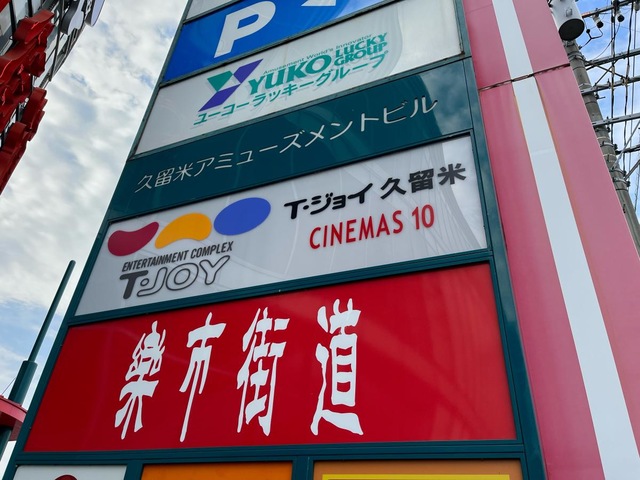 P
Amusement World's Innovator
YUKO LUCKY GROUP
ユーコーラッキーグループ
久留米アミューズメントビル
T・ジョイ 久留米
CINEMAS 10
ENTERTAINMENT COMPLEX
T・JOY
楽市街道